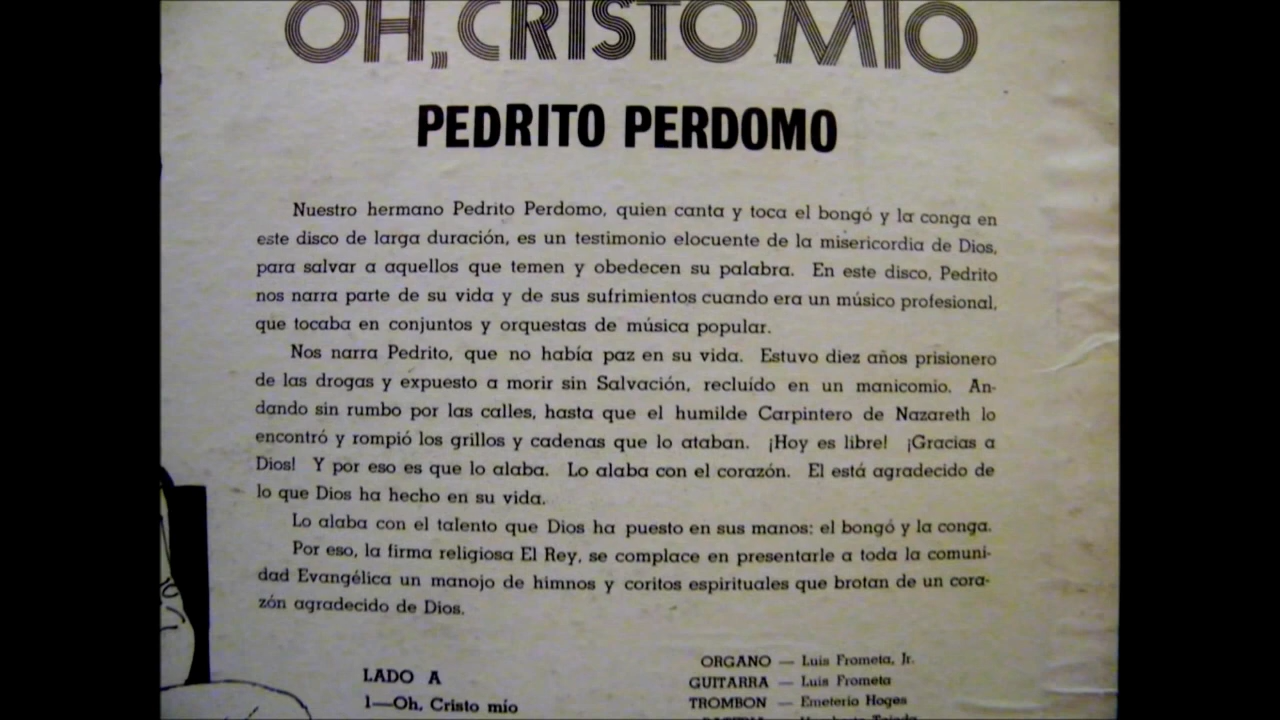 OH, CRISTO MIO
PEDRITO PERDOMO
Nuestro hermano Pedrito Perdomo, quien canta y toca el bongó y la conga en
este disco de larga duración, es un testimonio elocuente de la misericordia de Dios,
para salvar a aquellos que temen y obedecen su palabra. En este disco, Pedrito
nos narra parte de su vida y de sus sufrimientos cuando era un músico profesional,
que tocaba en conjuntos y orquestas de música popular.
Nos narra Pedrito, que no había paz en su vida. Estuvo diez años prisionero
de las drogas y expuesto a morir sin Salvación, recluído en un manicomio. An-
dando sin rumbo por las calles, hasta que el humilde Carpintero de Nazareth lo
encontró y rompió los grillos y cadenas que lo ataban. ¡Hoy es libre! ¡Gracias a
Dios! Y por eso es que lo alaba. Lo alaba con el corazón. El está agradecido de
lo que Dios ha hecho en su vida.
Lo alaba con el talento que Dios ha puesto en sus manos: el bongó y la conga.
Por eso, la firma religiosa El Rey, se complace en presentarle a toda la comuni-
dad Evangélica un manojo de himnos y coritos espirituales que brotan de un cora-
zón agradecido de Dios.
LADO A
1—Oh, Cristo mío
ORGANO — Luis Frometa, Jr.
GUITARRA — Luis Frometa
TROMBON — Emeterio Hoges